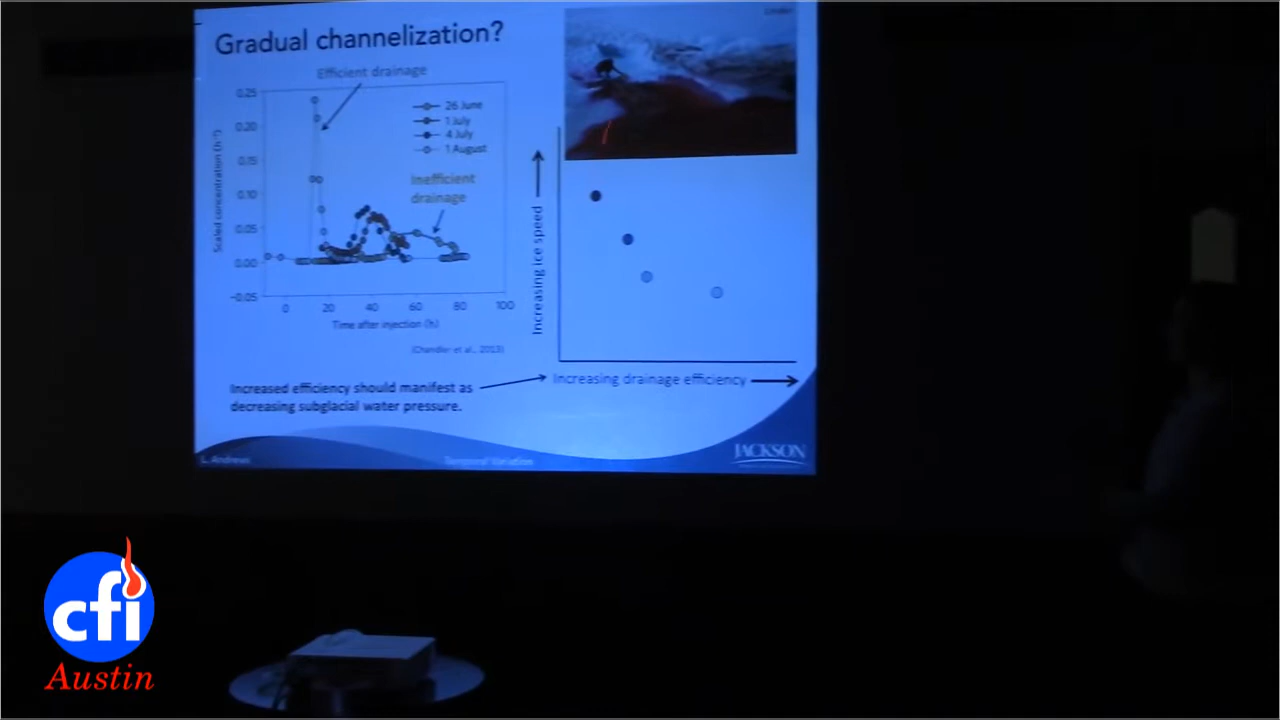 Gradual channelization?
Efficient drainage
0.25
0.20
0.15
0.10
0.05
0.00
−0.05
Scaled concentration (h⁻¹)
26 June
1 July
4 July
1 August
Inefficient
drainage
0
20
40
60
80
100
Time after injection (h)
(Chandler et al., 2013)
Increasing ice speed
Increasing drainage efficiency
Increased efficiency should manifest as
decreasing subglacial water pressure.
L. Andrews
Temporal Variation
JACKSON
cfi
Austin